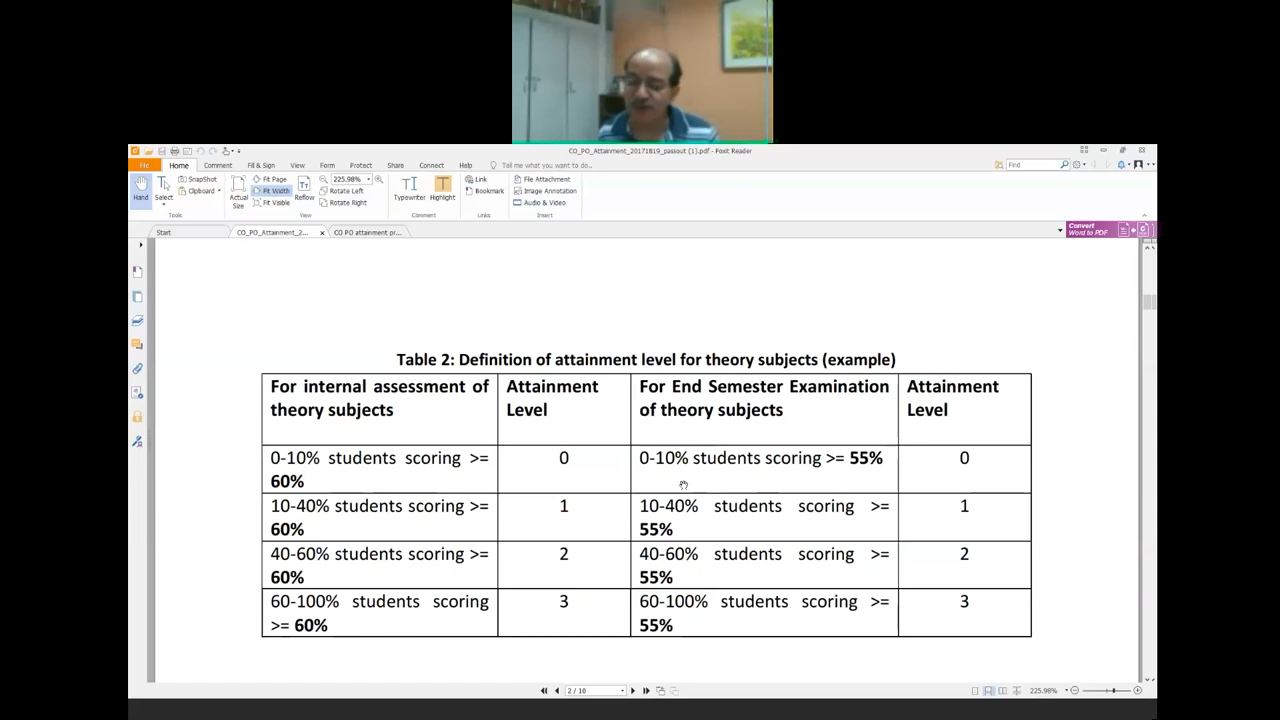 CO_PO_Attainment_20171819_passout (1).pdf - Foxit Reader
File Home Comment Fill & Sign View Form Protect Share Connect Help Tell me what you want to do... Find
SnapShot Fit Page 225.98% Link File Attachment
Clipboard Fit Width Rotate Left Bookmark Image Annotation
Hand Select Actual Size Fit Visible Reflow Rotate Right Typewriter Highlight Audio & Video
Tools View Comment Links Insert
Start CO_PO_Attainment_2... CO PO attainment pr... Convert
Word to PDF
Table 2: Definition of attainment level for theory subjects (example)
For internal assessment of Attainment For End Semester Examination Attainment
theory subjects Level of theory subjects Level
0-10% students scoring >= 0 0-10% students scoring >= 55% 0
60%
10-40% students scoring >= 1 10-40% students scoring >= 1
60% 55%
40-60% students scoring >= 2 40-60% students scoring >= 2
60% 55%
60-100% students scoring 3 60-100% students scoring >= 3
>= 60% 55%
2 / 10 225.98%